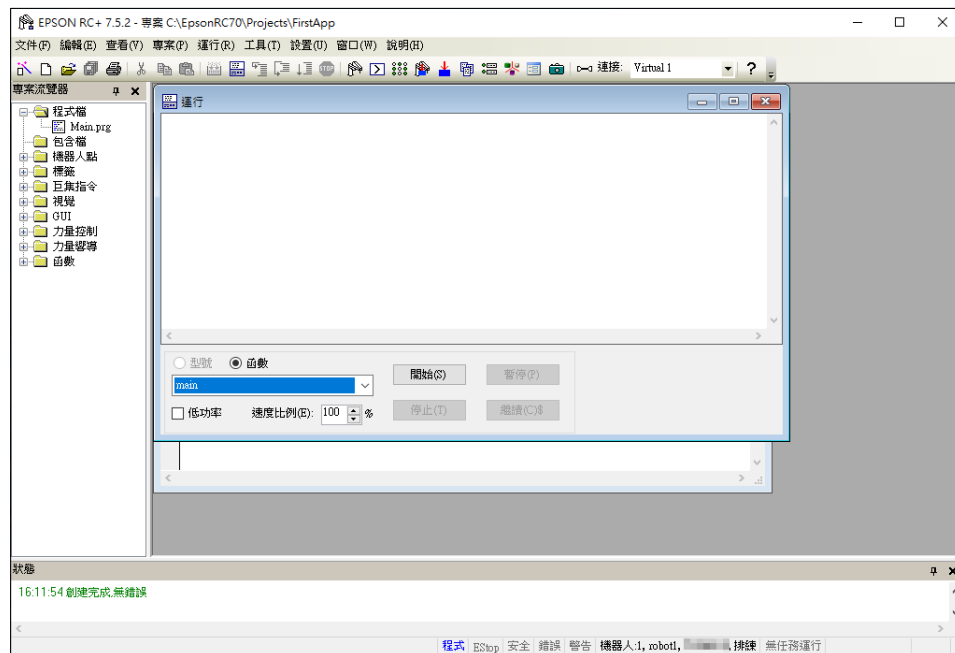 EPSON RC+ 7.5.2 - 專案 C:\EpsonRC70\Projects\FirstApp
文件(F) 編輯(E) 查看(V) 專案(P) 運行(R) 工具(T) 設置(U) 窗口(W) 說明(H)
連接: Virtual 1
專案流覽器
程式檔
Main.prg
包含檔
機器人點
標籤
巨集指令
視覺
GUI
力量控制
力量嚮導
函數
運行
型號 函數
main
開始(S) 暫停(P)
低功率 速度比例(E): 100 %
停止(T) 繼續(C)$
狀態
16:11:54 創建完成,無錯誤
程式 EStop 安全 錯誤 警告 機器人:1, robot1, 排練 無任務運行